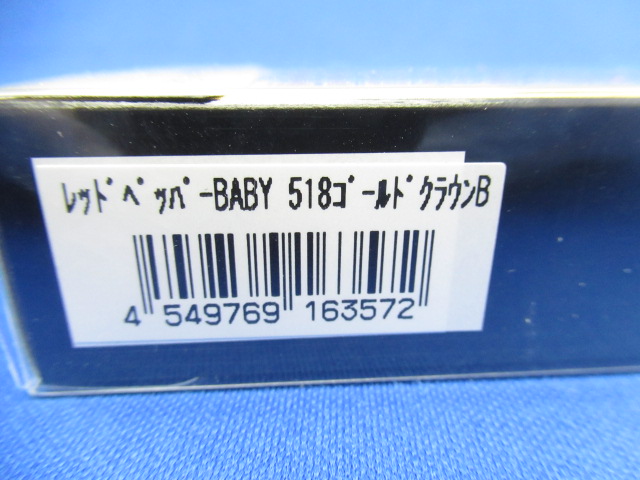 ﾚｯﾄﾞﾍﾟｯﾊﾟｰBABY 518ｺﾞｰﾙﾄﾞｸﾗｳﾝB
4 549769 163572